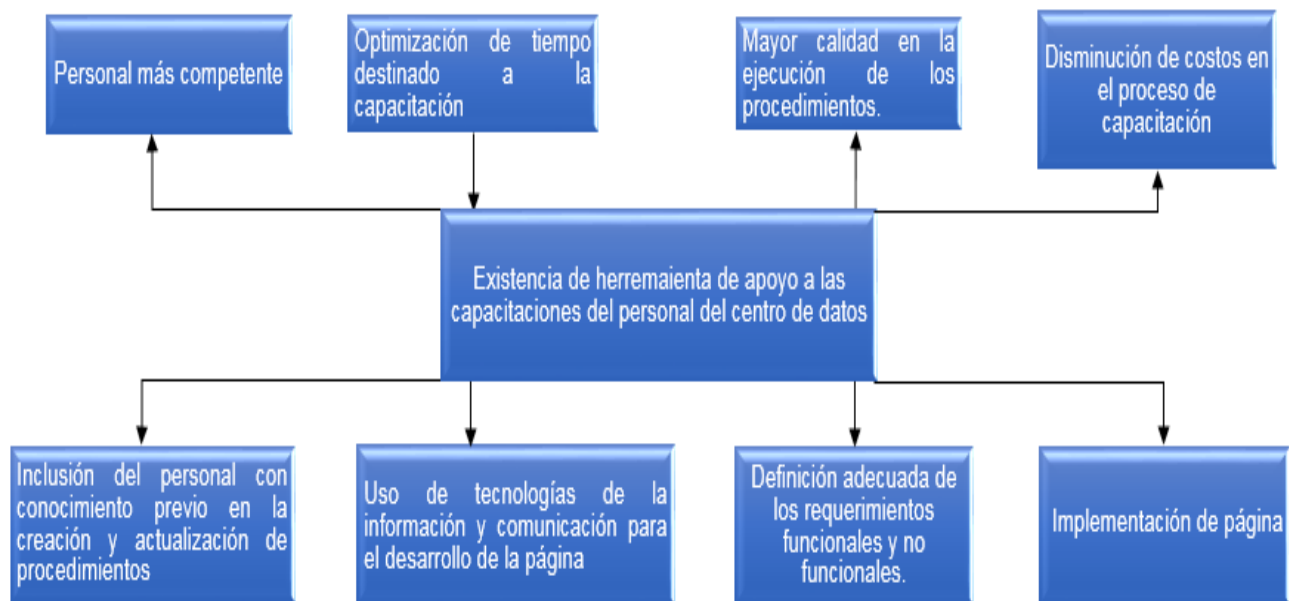 Personal más competente
Optimización de tiempo
destinado a la
capacitación
Mayor calidad en la
ejecución de los
procedimientos.
Disminución de costos en
el proceso de
capacitación
Existencia de herremaienta de apoyo a las
capacitaciones del personal del centro de datos
Inclusión del personal con
conocimiento previo en la
creación y actualización de
procedimientos
Uso de tecnologías de la
información y comunicación para
el desarrollo de la página
Definición adecuada de
los requerimientos
funcionales y no
funcionales.
Implementación de página